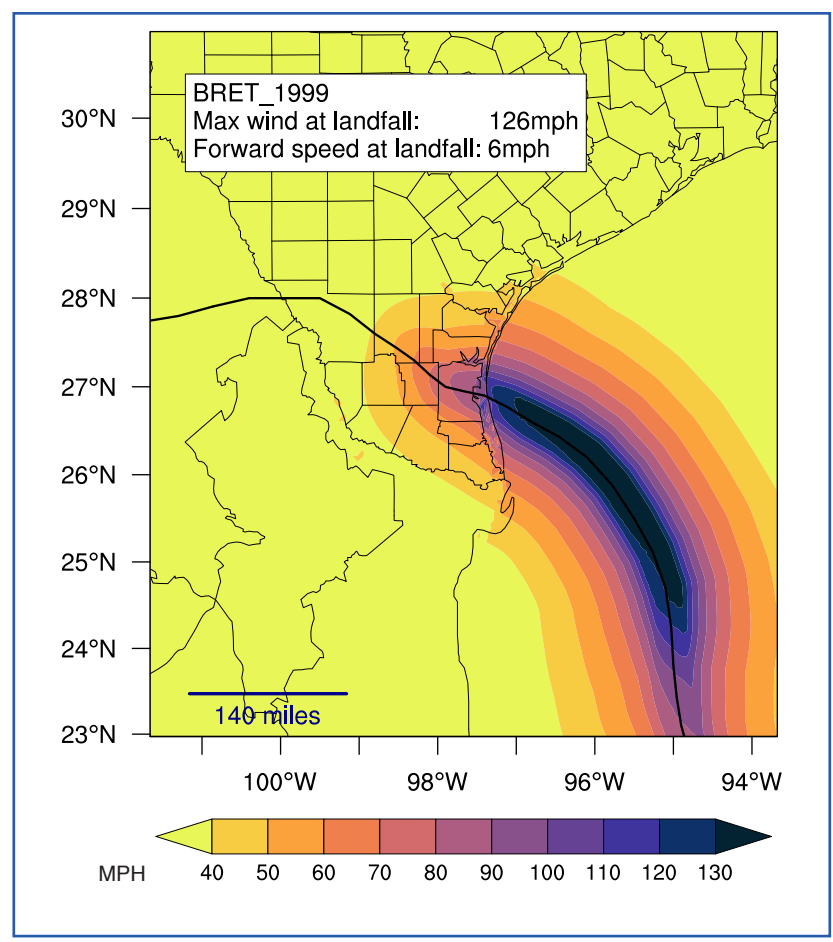 BRET_1999
Max wind at landfall: 126mph
Forward speed at landfall: 6mph
30°N
29°N
28°N
27°N
26°N
25°N
24°N
23°N
140 miles
100°W 98°W 96°W 94°W
MPH 40 50 60 70 80 90 100 110 120 130